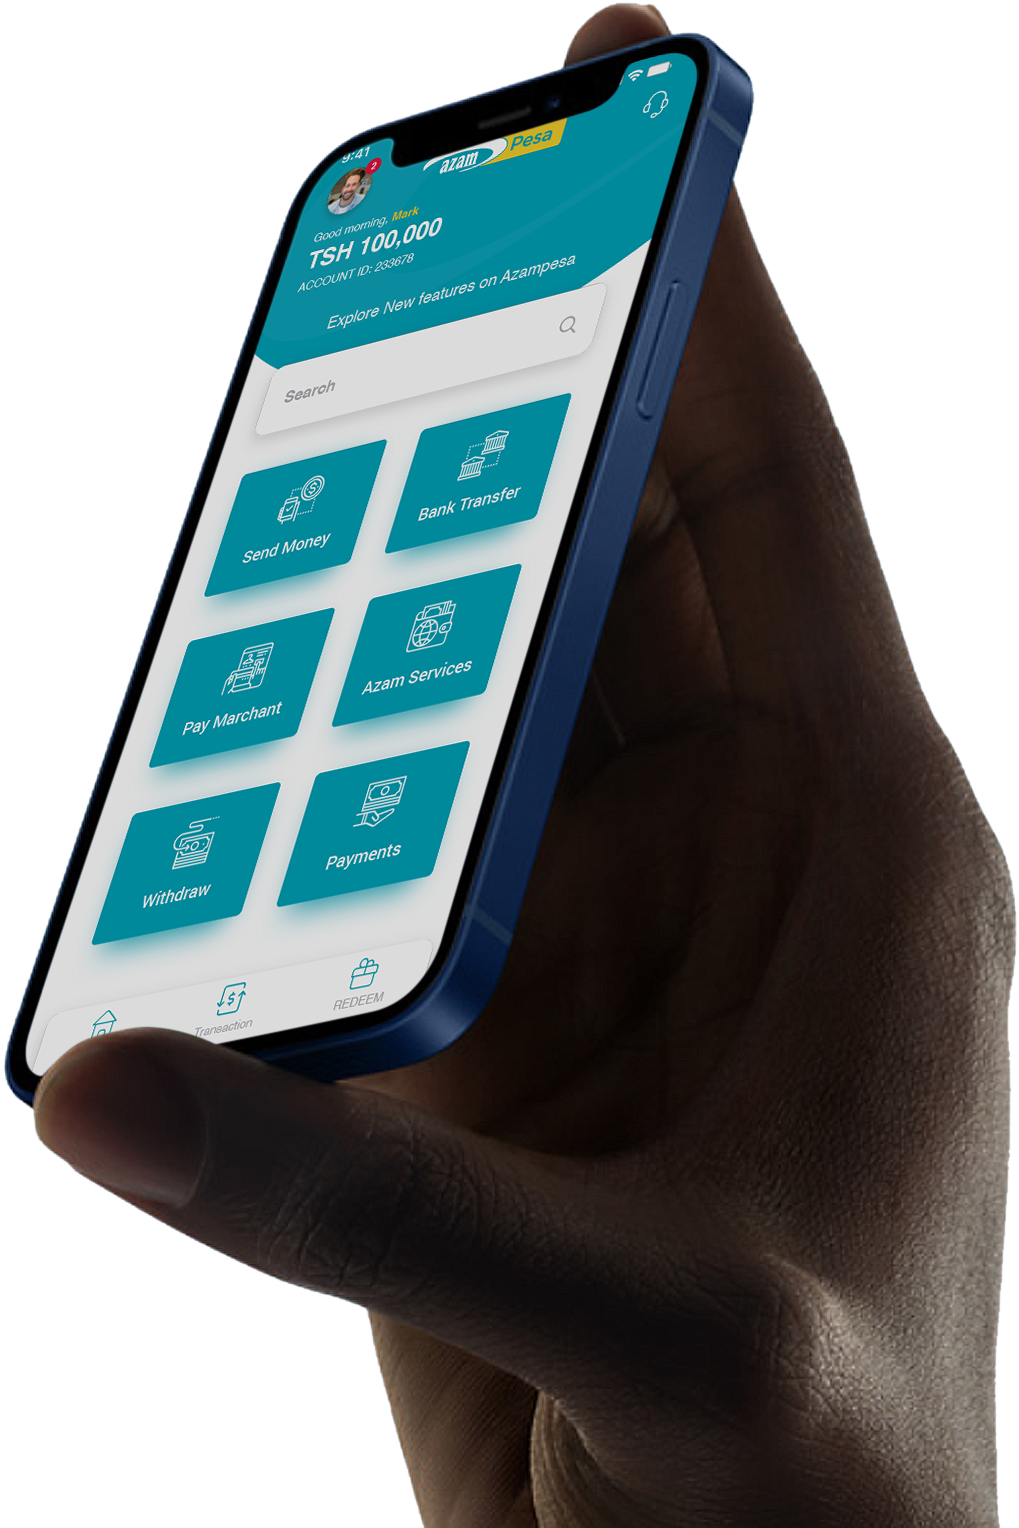 9:41
azam Pesa
2
Good morning, Mark
TSH 100,000
ACCOUNT ID: 233678
Explore New features on Azampesa
Search
Send Money
Bank Transfer
Pay Marchant
Azam Services
Withdraw
Payments
Transaction
REDEEM